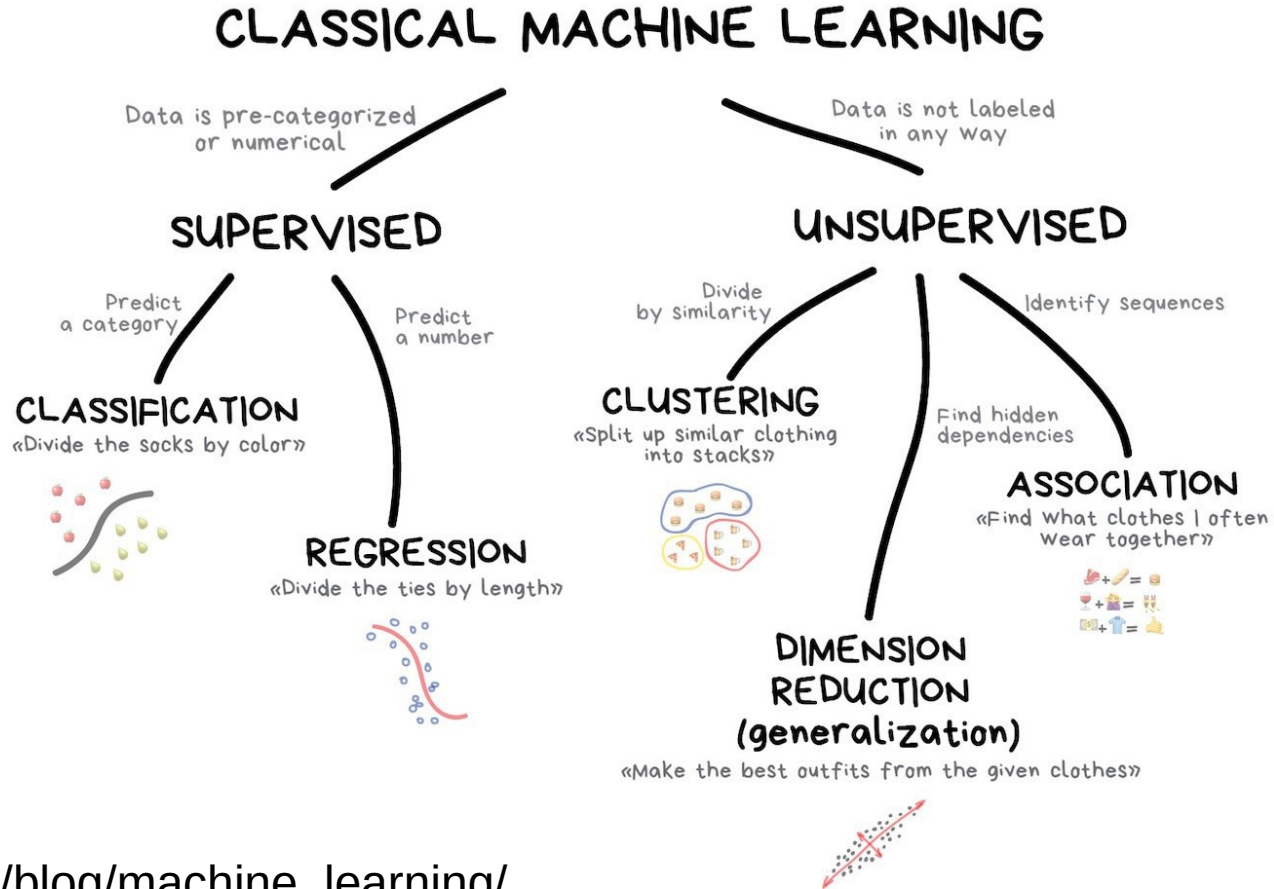 CLASSICAL MACHINE LEARNING
Data is pre-categorized
or numerical
Data is not labeled
in any way
SUPERVISED
UNSUPERVISED
Predict
a category
Predict
a number
Divide
by similarity
Identify sequences
CLASSIFICATION
«Divide the socks by color»
CLUSTERING
«Split up similar clothing
into stacks»
Find hidden
dependencies
ASSOCIATION
«Find what clothes I often
wear together»
REGRESSION
«Divide the ties by length»
+ =
+ =
+ =
DIMENSION
REDUCTION
(generalization)
«Make the best outfits from the given clothes»
/blog/machine_learning/